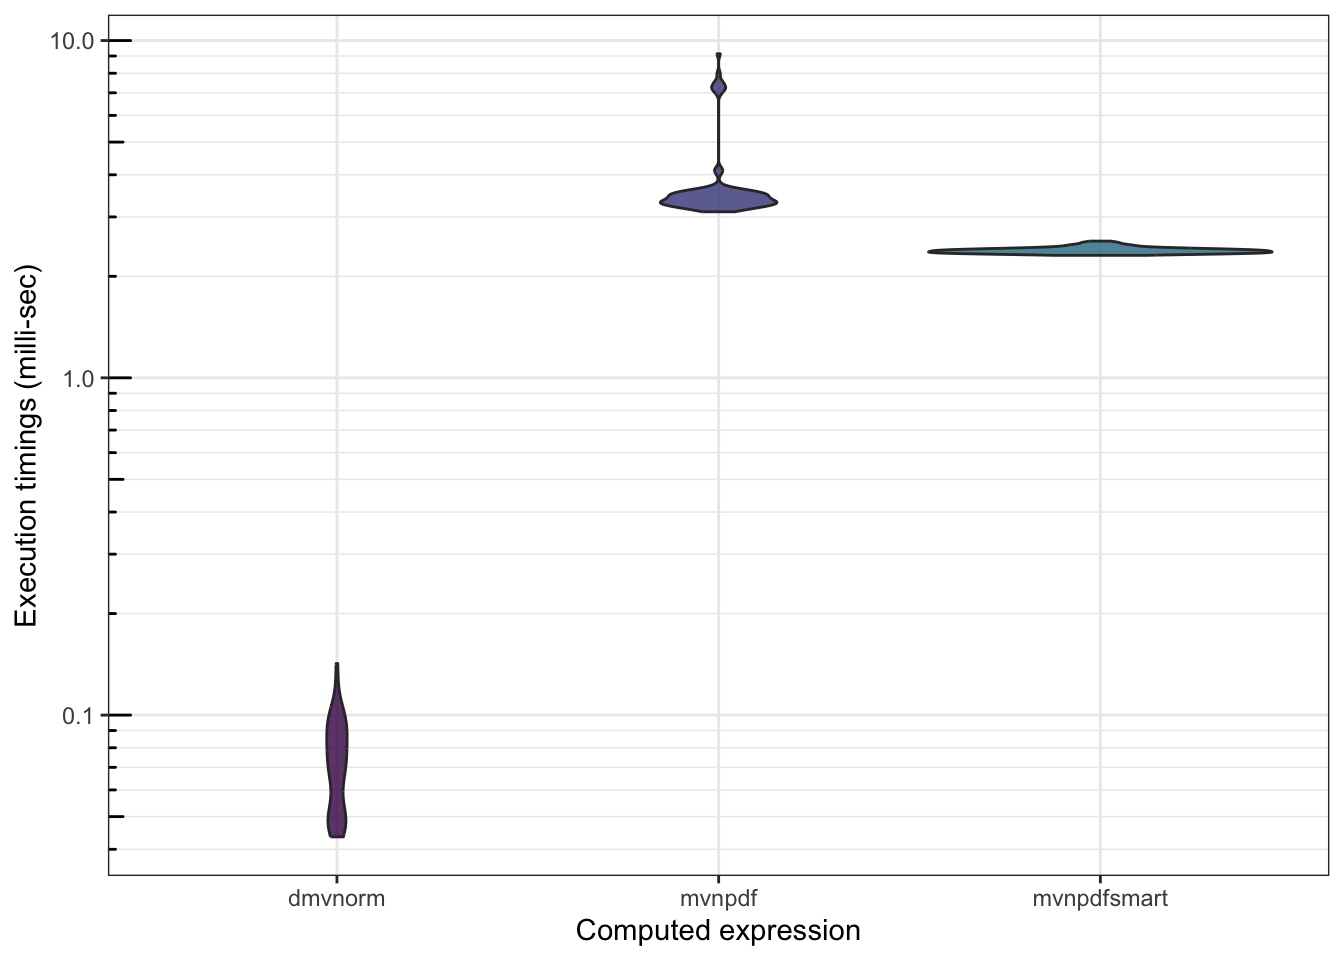 10.0
1.0
0.1
Execution timings (milli-sec)
dmvnorm
mvnpdf
mvnpdfsmart
Computed expression